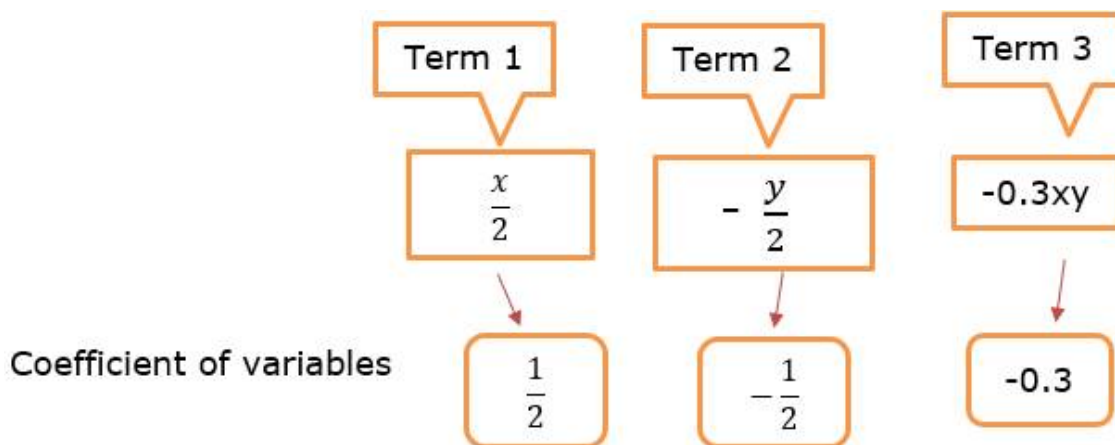 Term 1
Term 2
Term 3
x/2
- y/2
-0.3xy
Coefficient of variables
1/2
-1/2
-0.3